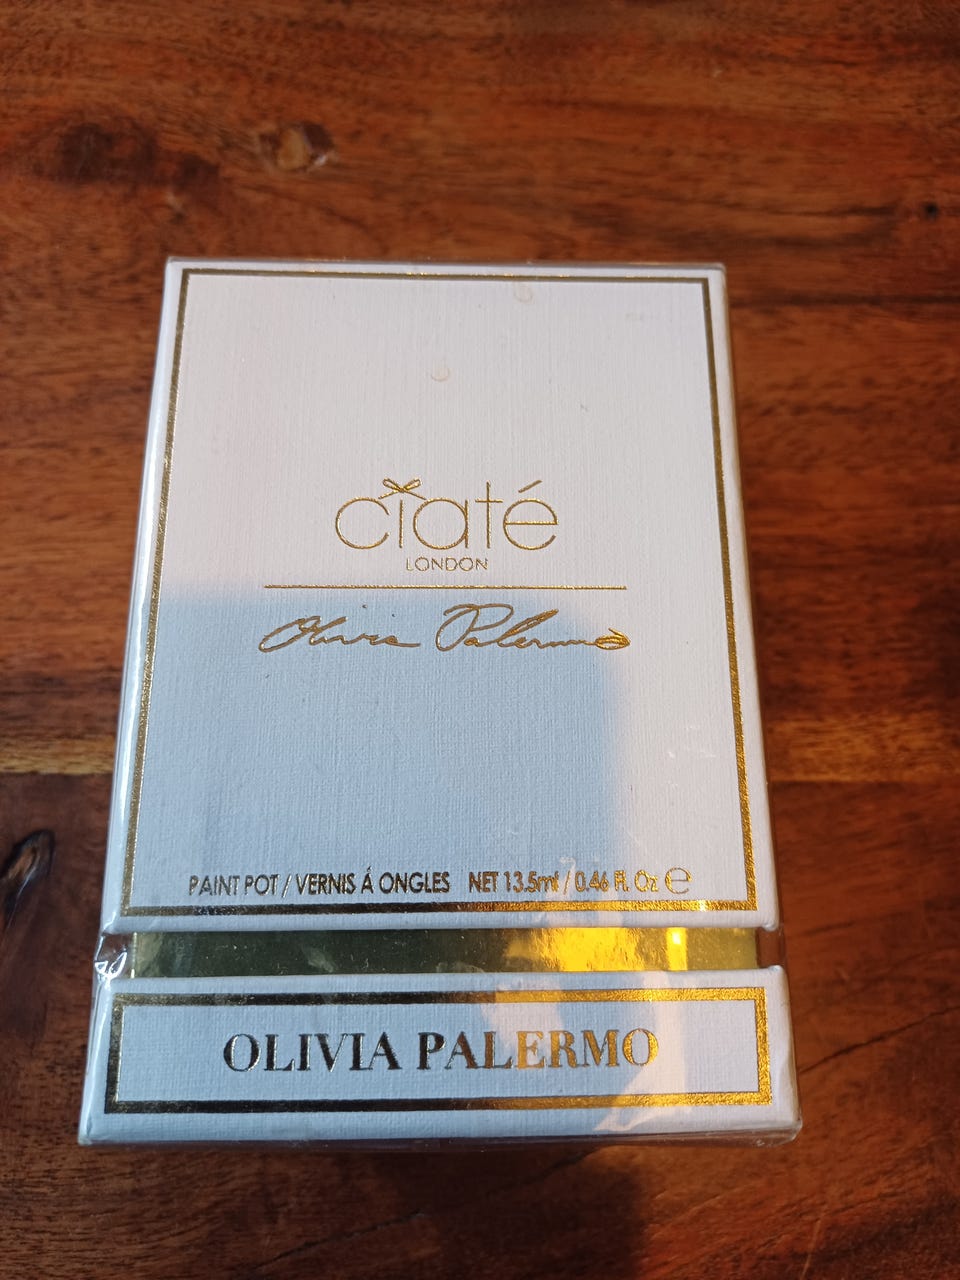 ciaté
LONDON
Olivia Palermo
PAINT POT / VERNIS Á ONGLES NET 13.5ml / 0.46 Fl. Oz ℮
OLIVIA PALERMO